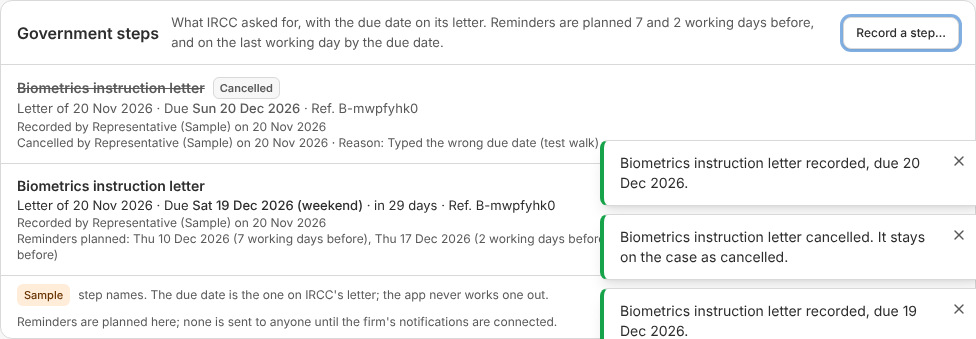 Government steps
What IRCC asked for, with the due date on its letter. Reminders are planned 7 and 2 working days before,
and on the last working day by the due date.
Record a step...
Biometrics instruction letter Cancelled
Letter of 20 Nov 2026 · Due Sun 20 Dec 2026 · Ref. B-mwpfyhk0
Recorded by Representative (Sample) on 20 Nov 2026
Cancelled by Representative (Sample) on 20 Nov 2026 · Reason: Typed the wrong due date (test walk)
Biometrics instruction letter
Letter of 20 Nov 2026 · Due Sat 19 Dec 2026 (weekend) · in 29 days · Ref. B-mwpfyhk0
Recorded by Representative (Sample) on 20 Nov 2026
Reminders planned: Thu 10 Dec 2026 (7 working days before), Thu 17 Dec 2026 (2 working days
before)
Sample step names. The due date is the one on IRCC's letter; the app never works one out.
Reminders are planned here; none is sent to anyone until the firm's notifications are connected.
Biometrics instruction letter recorded, due 20
Dec 2026.
Biometrics instruction letter cancelled. It stays
on the case as cancelled.
Biometrics instruction letter recorded, due 19
Dec 2026.